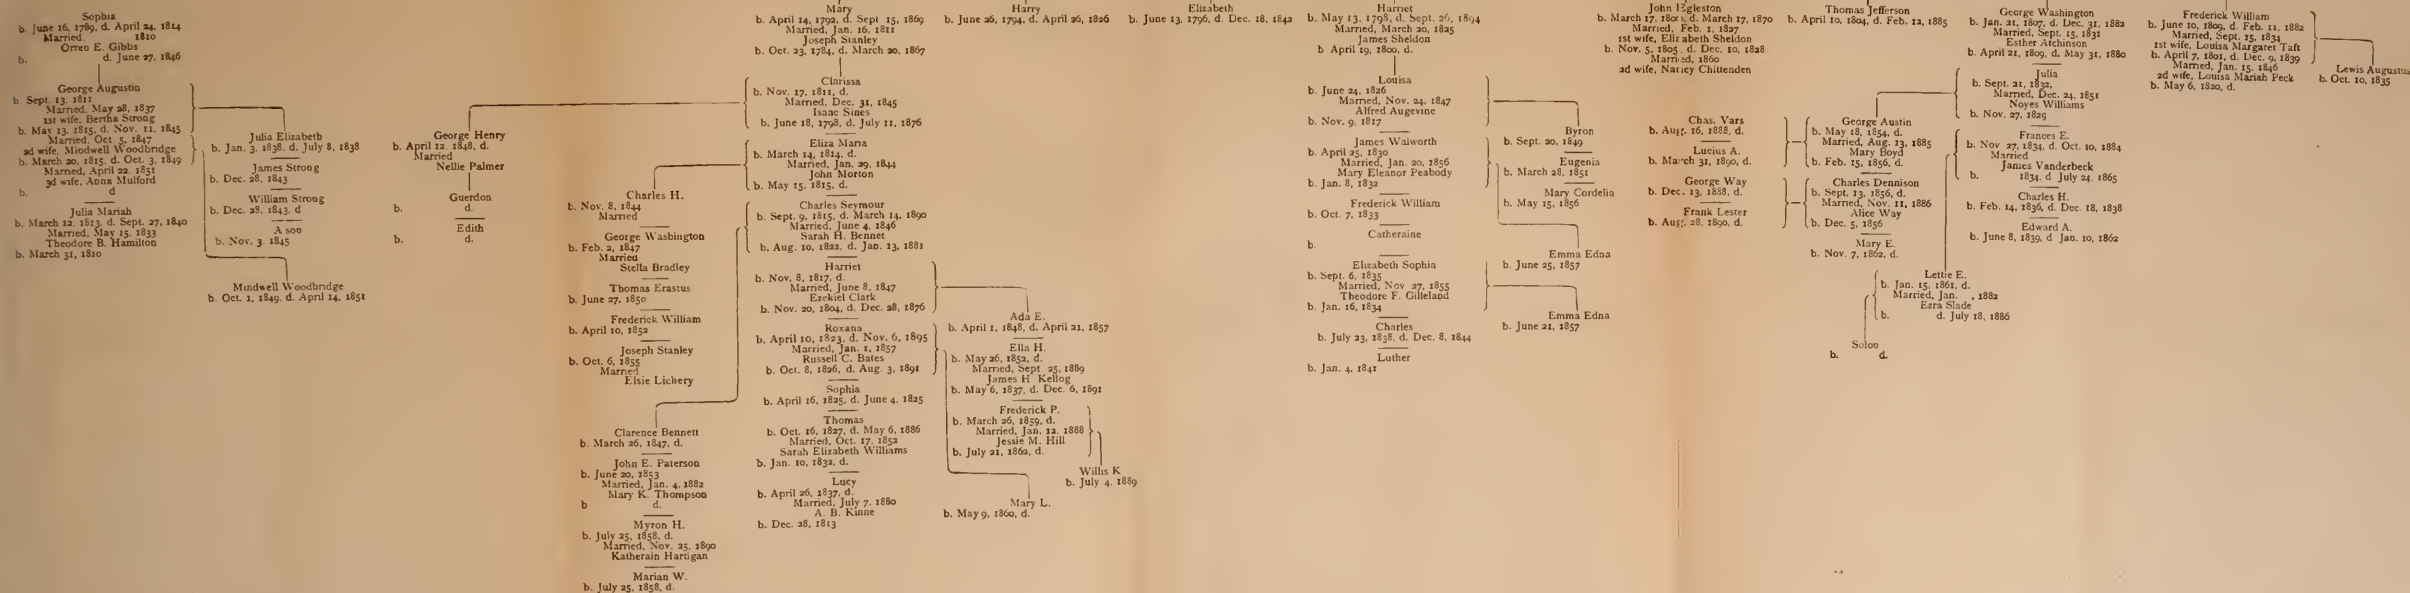 Sophia
b. June 16, 1789, d. April 24, 1814
Married, 1810
Orren E. Gibbs
b. d. June 27, 1846
George Augustus
b. Sept. 13, 1811
Married, May 28, 1837
1st wife, Bertha Strong
b. May 13, 1815, d. Nov. 11, 1845
Married, Oct 5, 1847
2d wife, Mindwell Woodbridge
b. March 20, 1815, d. Oct. 3, 1849
Married, April 22, 1851
3d wife, Anna Mulford
b. d
Julia Mariah
b. March 12, 1813, d. Sept. 27, 1840
Married, May 15, 1833
Theodore B. Hamilton
b. March 31, 1810
Julia Elizabeth
b. Jan. 3, 1838, d. July 8, 1838
James Strong
b. Dec. 28, 1843
William Strong
b. Dec. 28, 1843, d
A son
b. Nov. 3, 1845
Mindwell Woodbridge
b. Oct. 1, 1849, d. April 14, 1851
George Henry
b. April 12, 1848, d.
Married
Nellie Palmer
Guerdon
b. d.
Edith
b. d.
Charles H.
b. Nov. 8, 1844
Married
George Washington
b. Feb. 2, 1847
Married
Stella Bradley
Thomas Erastus
b. June 27, 1850
Frederick William
b. April 10, 1852
Joseph Stanley
b. Oct. 6, 1855
Married
Elsie Lichery
Clarence Bennett
b. March 26, 1847, d.
John E. Paterson
b. June 20, 1853
Married, Jan. 4, 1882
Mary K. Thompson
b d.
Myron H.
b. July 25, 1858, d.
Married, Nov. 25, 1890
Katherain Hartigan
Marian W.
b. July 25, 1858, d.
Mary
b. April 14, 1792, d. Sept 15, 1869
Married, Jan. 16, 1811
Joseph Stanley
b. Oct. 23, 1784, d. March 20, 1867
Clarissa
b. Nov. 17, 1811, d.
Married, Dec. 31, 1845
Isaac Sines
b. June 18, 1798, d. July 11, 1876
Eliza Maria
b. March 14, 1814, d.
Married, Jan. 29, 1844
John Morton
b. May 15, 1815, d.
Charles Seymour
b. Sept. 9, 1815, d. March 14, 1890
Married, June 4, 1846
Sarah H. Bennet
b. Aug. 10, 1822, d. Jan. 13, 1881
Harriet
b. Nov. 8, 1817, d.
Married, June 8, 1847
Ezekiel Clark
b. Nov. 20, 1804, d. Dec. 28, 1876
Roxana
b. April 10, 1823, d. Nov. 6, 1895
Married, Jan. 1, 1857
Russell C. Bates
b. Oct. 8, 1826, d. Aug. 3, 1891
Sophia
b. April 16, 1825, d. June 4, 1825
Thomas
b. Oct. 16, 1827, d. May 6, 1886
Married, Oct. 17, 1852
Sarah Elizabeth Williams
b. Jan. 10, 1832, d.
Lucy
b. April 26, 1837, d.
Married, July 7, 1880
A. B. Kinne
b. Dec. 28, 1813
Harry
b. June 26, 1794, d. April 26, 1826
Ada E.
b. April 1, 1848, d. April 21, 1857
Ella H.
b. May 26, 1852, d.
Married, Sept 25, 1889
James H Kellog
b. May 6, 1837, d. Dec. 6, 1891
Frederick P.
b. March 26, 1859, d.
Married, Jan. 12, 1888
Jessie M. Hill
b. July 21, 1862, d.
Willis K
b. July 4, 1889
Mary L.
b. May 9, 1860, d.
Elizabeth
b. June 13, 1796, d. Dec. 18, 1842
Harriet
b. May 13, 1798, d. Sept. 26, 1894
Married, March 20, 1825
James Sheldon
b April 19, 1800, d.
Louisa
b. June 24, 1826
Married, Nov. 24, 1847
Alfred Augevine
b. Nov. 9, 1817
James Walworth
b. April 25, 1830
Married, Jan. 20, 1856
Mary Eleanor Peabody
b. Jan. 8, 1832
Frederick William
b. Oct. 7, 1833
Catheraine
b.
Elizabeth Sophia
b. Sept. 6, 1835
Married, Nov 27, 1855
Theodore F. Gilleland
b. Jan. 16, 1834
Charles
b. July 23, 1838, d. Dec. 8, 1844
Luther
b. Jan. 4, 1841
Byron
b. Sept. 20, 1849
Eugenia
b. March 28, 1851
Mary Cordelia
b. May 15, 1856
Emma Edna
b. June 25, 1857
Emma Edna
b. June 21, 1857
John Egleston
b. March 17, d. March 17, 1870
Married, Feb. 1, 1827
1st wife, Elizabeth Sheldon
b. Nov. 5, 1805, d. Dec. 10, 1828
Married, 1860
2d wife, Nancy Chittenden
Chas. Vars
b. Aug. 16, 1888, d.
Lucius A.
b. March 31, 1890, d.
George Way
b. Dec. 13, 1888, d.
Frank Lester
b. Aug. 28, 1890, d.
Thomas Jefferson
b. April 10, 1804, d. Feb. 12, 1885
George Austin
b. May 18, 1854, d.
Married, Aug. 13, 1885
Mary Boyd
b. Feb. 15, 1856, d.
Charles Dennison
b. Sept. 13, 1856, d.
Married, Nov. 11, 1886
Alice Way
b. Dec. 5, 1856
Mary E.
b. Nov. 7, 1862, d.
Lettie E.
b. Jan. 15, 1861, d.
Married, Jan. , 1882
Ezra Slade
b. d. July 18, 1886
Solon
b. d.
George Washington
b. Jan. 21, 1807, d. Dec. 31, 1882
Married, Sept. 15, 1831
Esther Atchinson
b. April 21, 1809, d. May 31, 1880
Julia
b. Sept. 21, 1832,
Married, Dec. 24, 1851
Noyes Williams
b. Nov. 27, 1829
Frances E.
b. Nov 27, 1834, d. Oct. 10, 1884
Married
James Vanderbeck
b. 1834, d July 24, 1865
Charles H.
b. Feb. 14, 1836, d. Dec. 18, 1838
Edward A.
b. June 8, 1839, d Jan. 10, 1862
Frederick William
b. June 10, 1809, d. Feb. 11, 1882
Married, Sept. 15, 1834
1st wife, Louisa Margaret Taft
b. April 7, 1801, d. Dec. 9, 1839
Married, Jan. 15, 1846
2d wife, Louisa Mariah Peck
b. May 6, 1820, d.
Lewis Augustu
b. Oct. 10, 1835